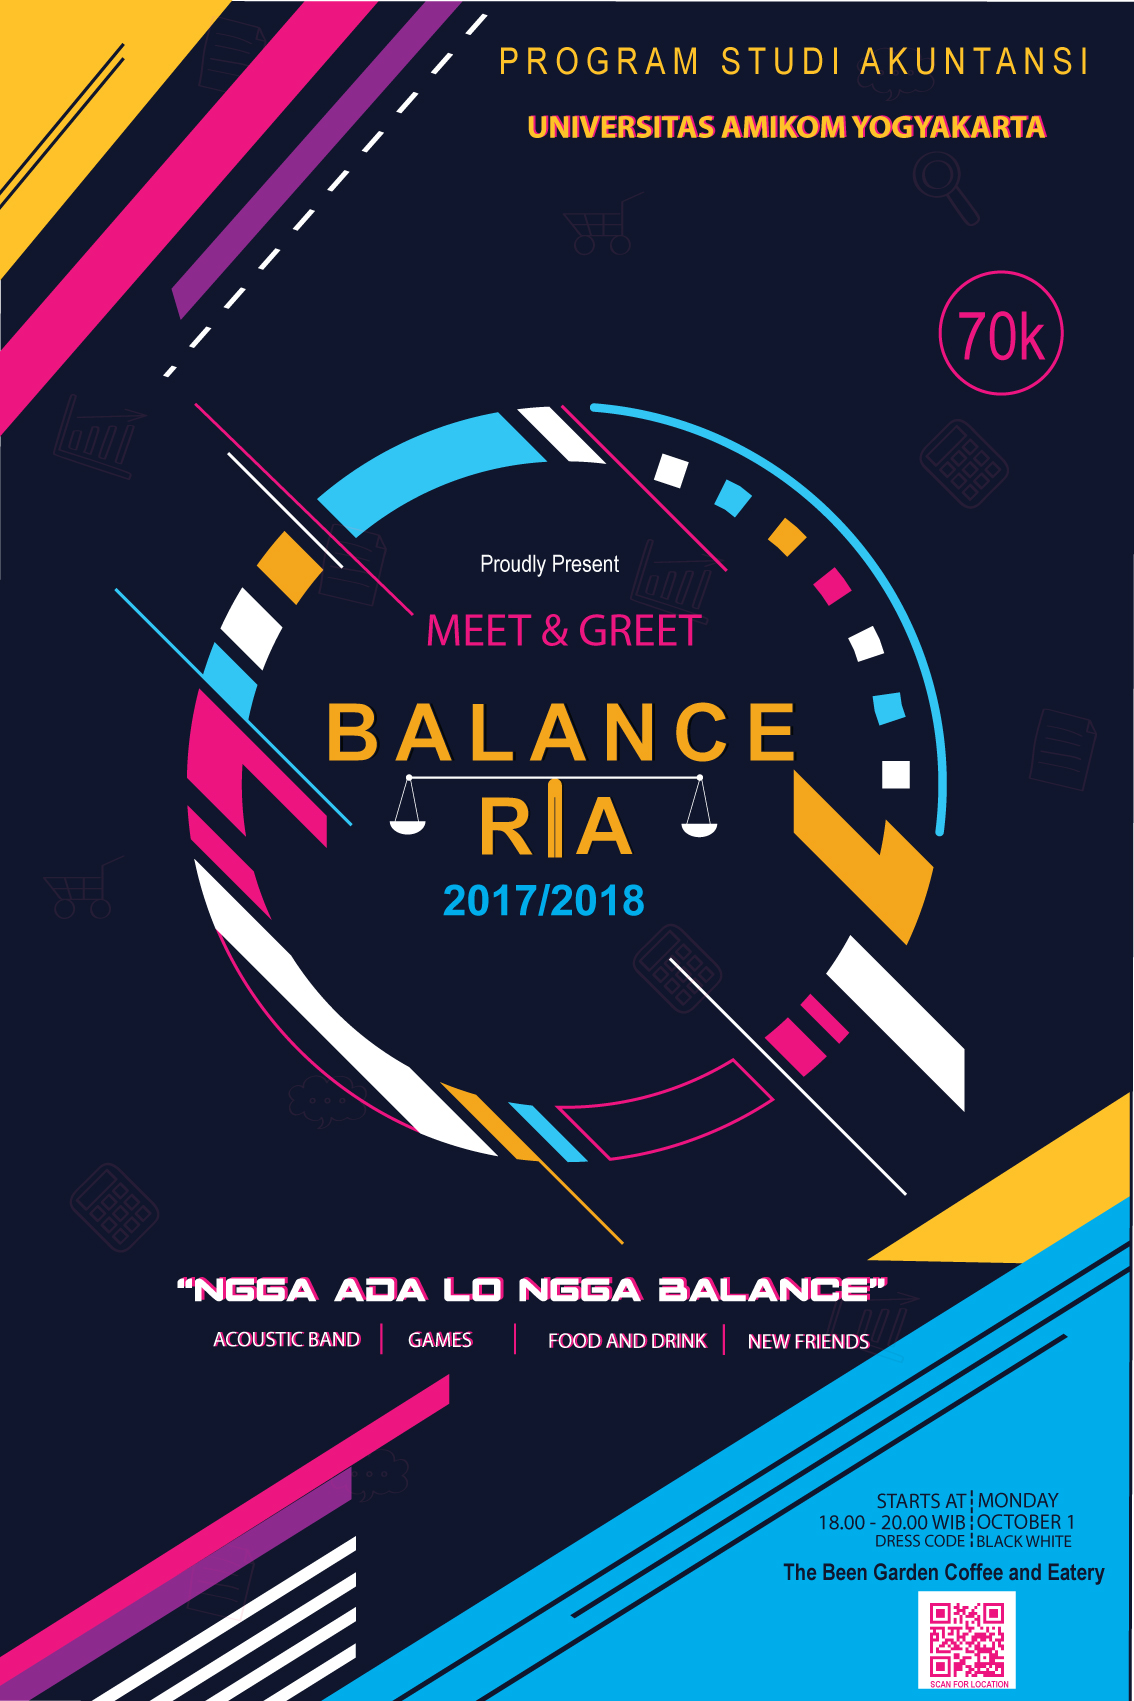 PROGRAM STUDI AKUNTANSI
UNIVERSITAS AMIKOM YOGYAKARTA
70k
Proudly Present
MEET & GREET
BALANCE
RIA
2017/2018
“NGGA ADA LO NGGA BALANCE”
ACOUSTIC BAND | GAMES | FOOD AND DRINK | NEW FRIENDS
STARTS AT MONDAY
18.00 - 20.00 WIB OCTOBER 1
DRESS CODE BLACK WHITE
The Been Garden Coffee and Eatery
SCAN FOR LOCATION